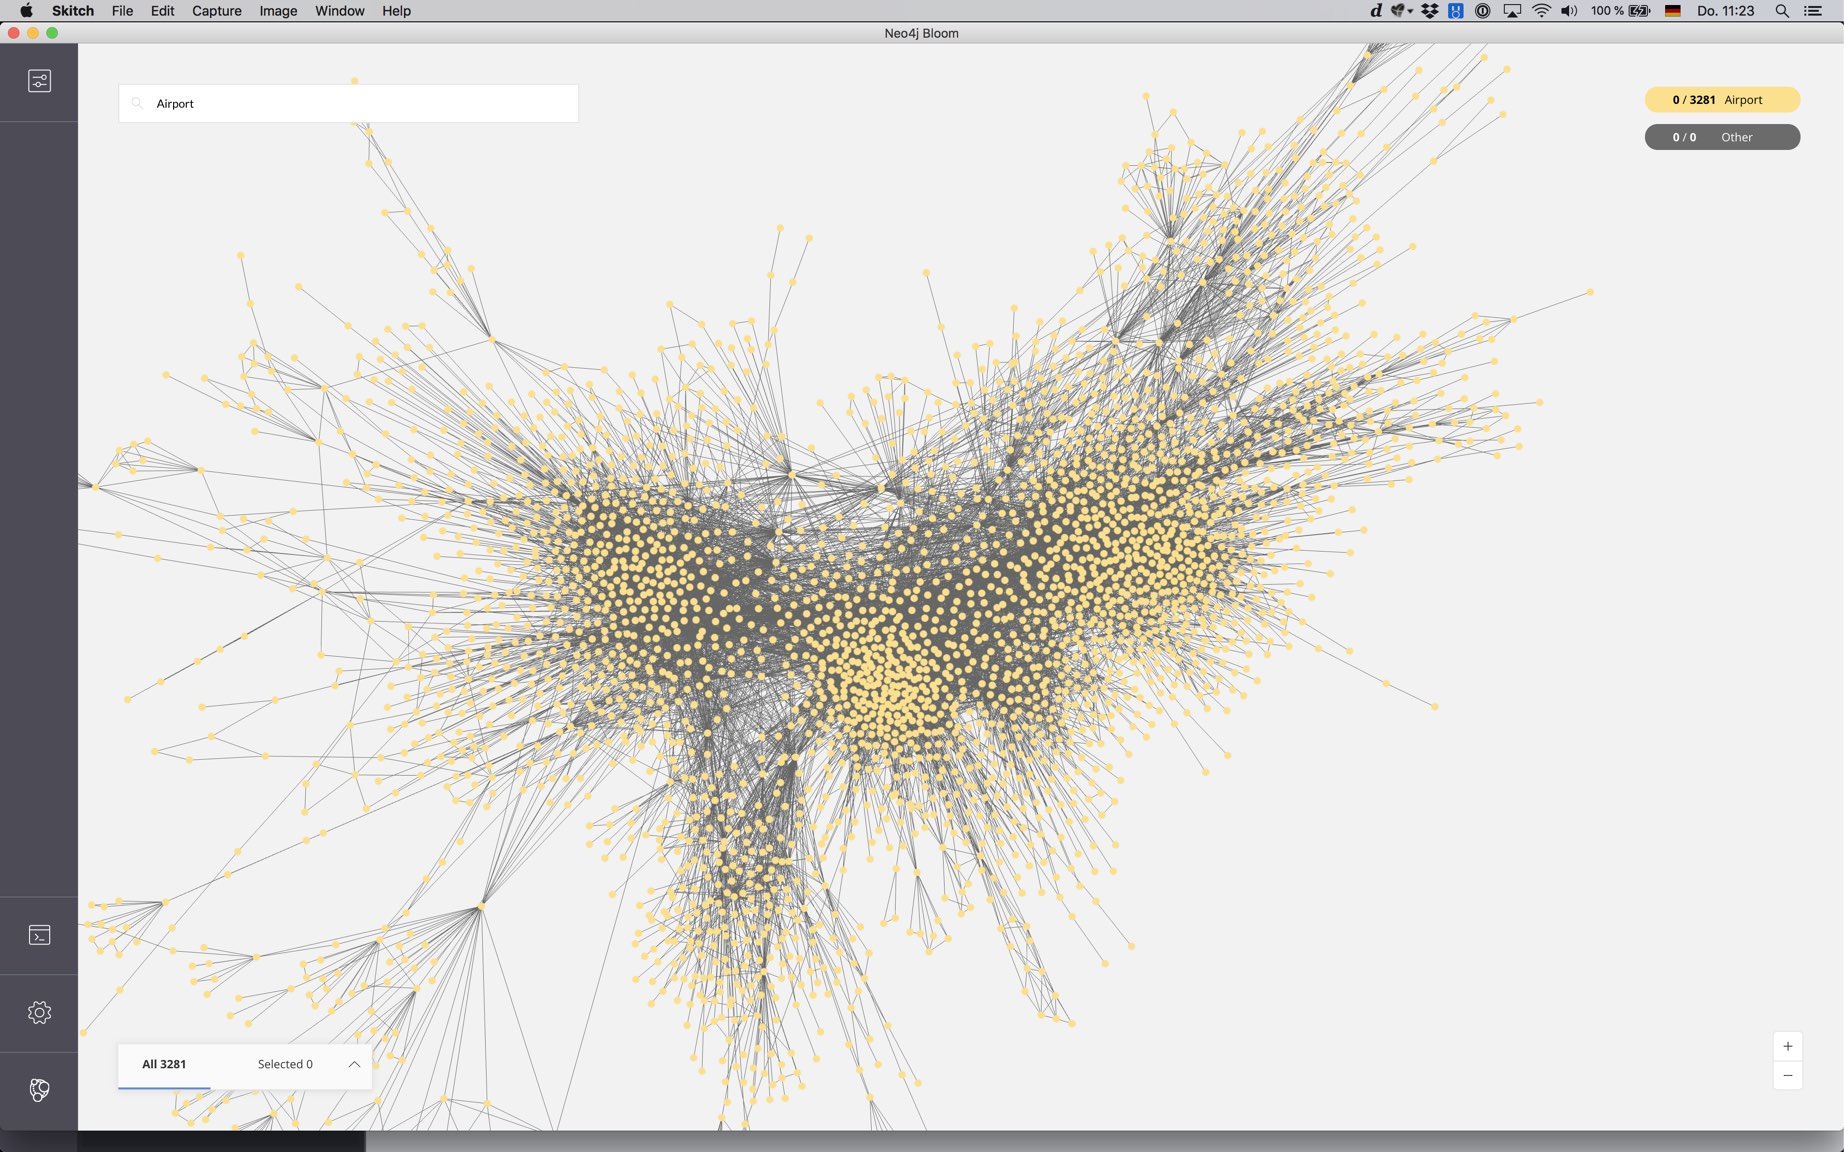 Skitch File Edit Capture Image Window Help 100 % Do. 11:23
Neo4j Bloom
Airport
0 / 3281 Airport
0 / 0 Other
All 3281 Selected 0